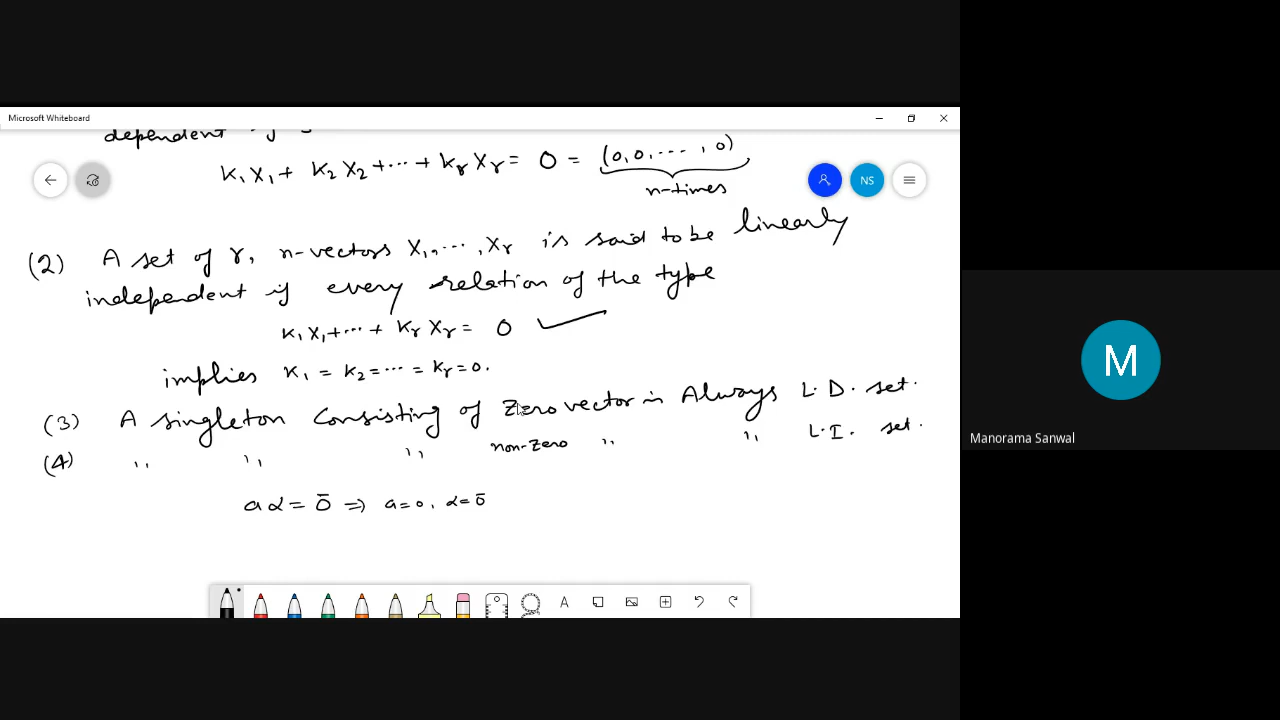 Microsoft Whiteboard
dependent if
k₁X₁ + k₂X₂ + ... + kᵣXᵣ = 0 = (0, 0, ..., 0)
n-times
NS
(2) A set of r, n-vectors X₁, ..., Xᵣ is said to be linearly
independent if every relation of the type
k₁X₁ + ... + kᵣXᵣ = 0 ✓
implies k₁ = k₂ = ... = kᵣ = 0.
(3) A singleton consisting of Zero vector is Always L.D. set.
(4) ,, ,, ,, non-zero ,, ,, L.I. set.
aα = 0̄ ⇒ a = 0, α = 0̄
A
M
Manorama Sanwal